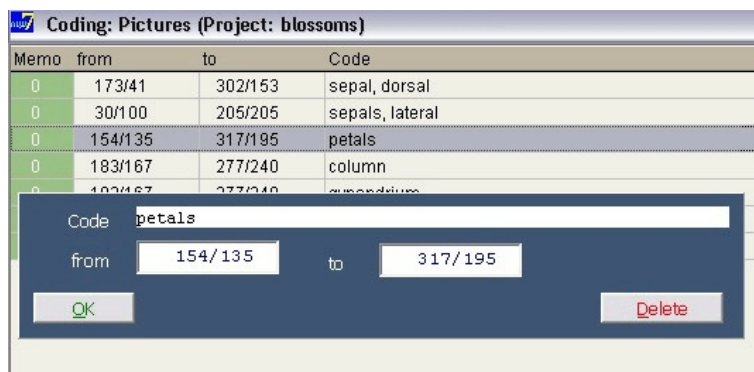 Coding: Pictures (Project: blossoms)
Memo from to Code
0 173/41 302/153 sepal, dorsal
0 30/100 205/205 sepals, lateral
0 154/135 317/195 petals
0 183/167 277/240 column
Code petals
from 154/135 to 317/195
OK Delete